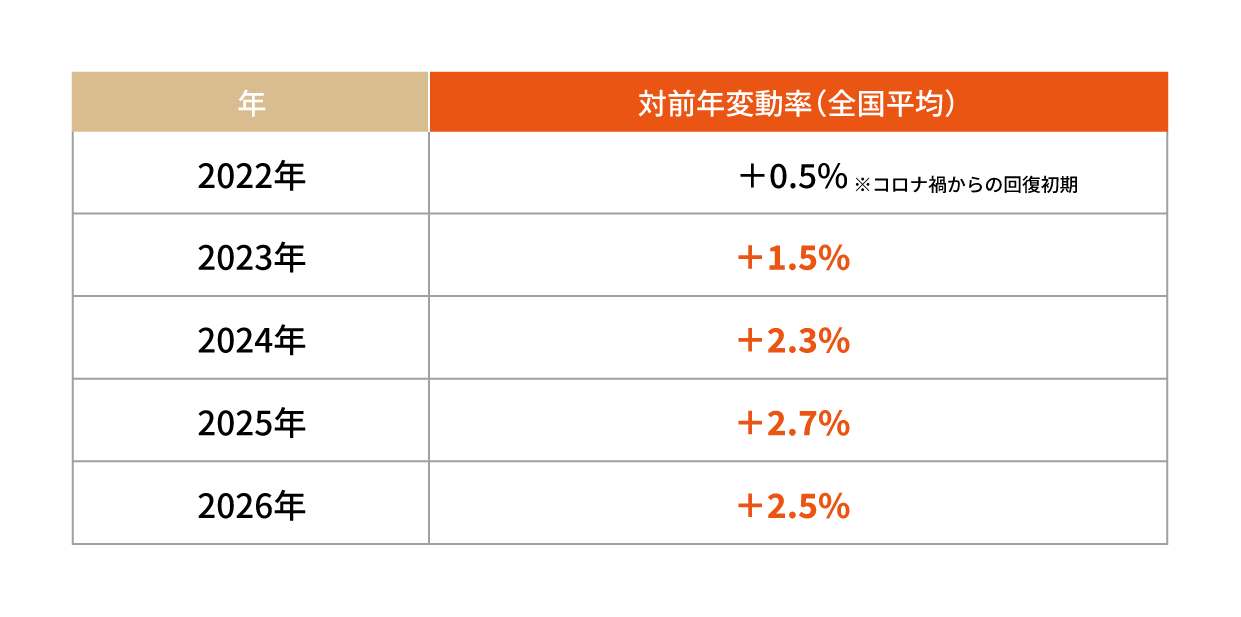 年 対前年変動率（全国平均）
2022年 ＋0.5% ※コロナ禍からの回復初期
2023年 ＋1.5%
2024年 ＋2.3%
2025年 ＋2.7%
2026年 ＋2.5%